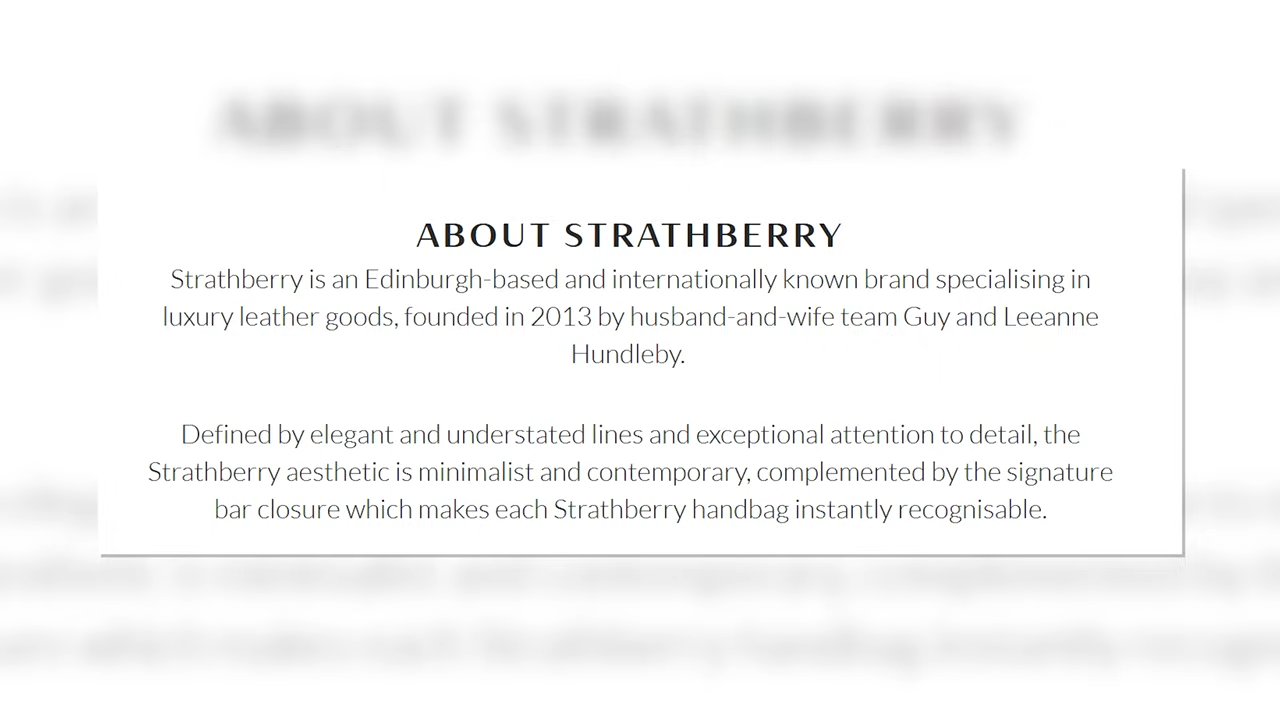 ABOUT STRATHBERRY
Strathberry is an Edinburgh-based and internationally known brand specialising in
luxury leather goods, founded in 2013 by husband-and-wife team Guy and Leeanne
Hundleby.
Defined by elegant and understated lines and exceptional attention to detail, the
Strathberry aesthetic is minimalist and contemporary, complemented by the signature
bar closure which makes each Strathberry handbag instantly recognisable.